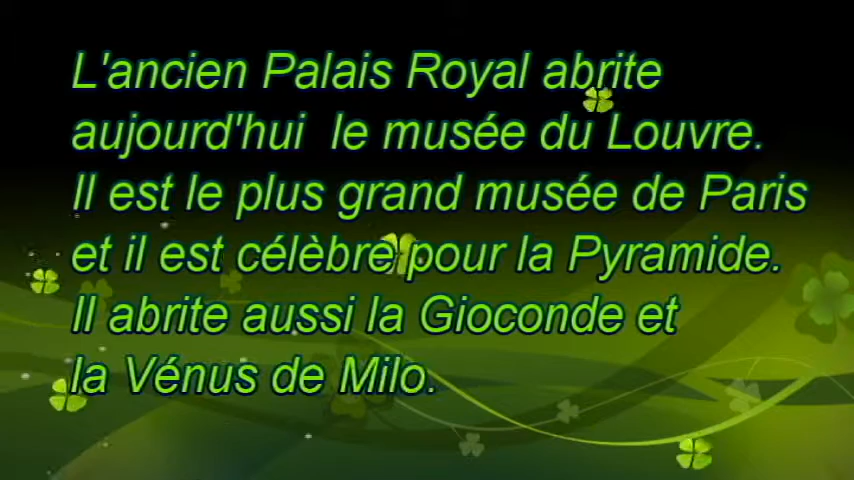 L'ancien Palais Royal abrite
aujourd'hui le musée du Louvre.
Il est le plus grand musée de Paris
et il est célèbre pour la Pyramide.
Il abrite aussi la Gioconde et
la Vénus de Milo.